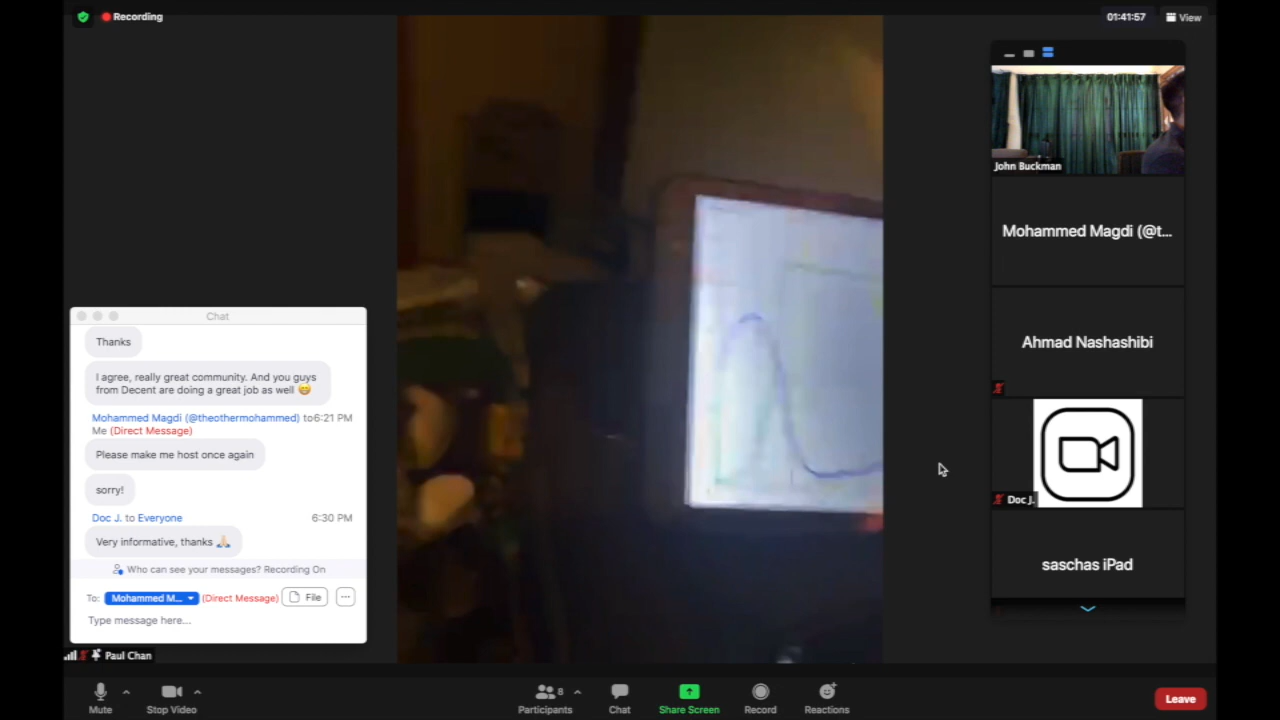 Recording
01:41:57
View
John Buckman
Mohammed Magdi (@t...
Ahmad Nashashibi
Doc J.
saschas iPad
Chat
Thanks
I agree, really great community. And you guys
from Decent are doing a great job as well 😄
Mohammed Magdi (@theothermohammed) to 6:21 PM
Me (Direct Message)
Please make me host once again
sorry!
Doc J. to Everyone 6:30 PM
Very informative, thanks 🙏🏻
Who can see your messages? Recording On
To: Mohammed M... (Direct Message) File ...
Type message here...
Paul Chan
Mute
Stop Video
Participants 8
Chat
Share Screen
Record
Reactions
Leave